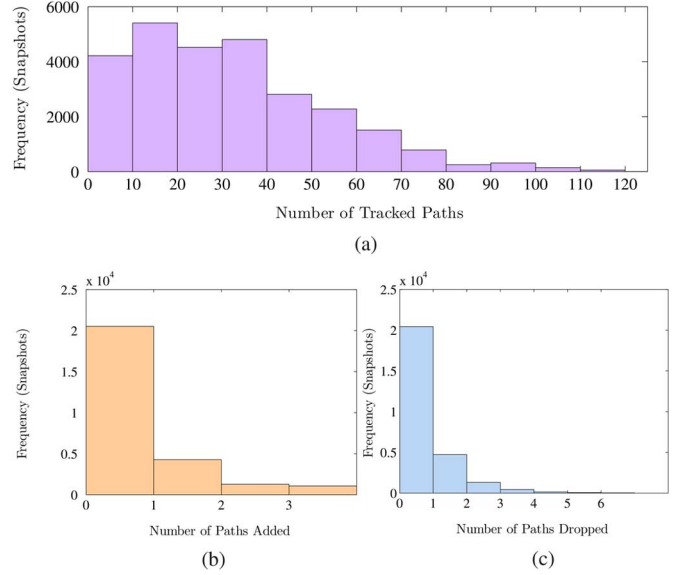 6000
4000
2000
0
Frequency (Snapshots)
0 10 20 30 40 50 60 70 80 90 100 110 120
Number of Tracked Paths
(a)
x 10^4
2.5
2
1.5
1
0.5
0
Frequency (Snapshots)
0 1 2 3
Number of Paths Added
(b)
x 10^4
2.5
2
1.5
1
0.5
0
Frequency (Snapshots)
0 1 2 3 4 5 6
Number of Paths Dropped
(c)